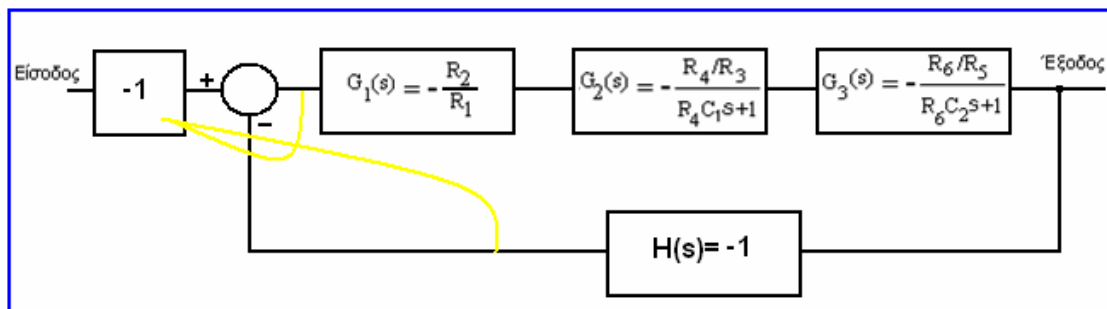 Είσοδος
-1
+
−
G₁(s) = - R₂/R₁
G₂(s) = - R₄/R₃ / R₄C₁s+1
G₃(s) = - R₆/R₅ / R₆C₂s+1
Έξοδος
H(s)= -1